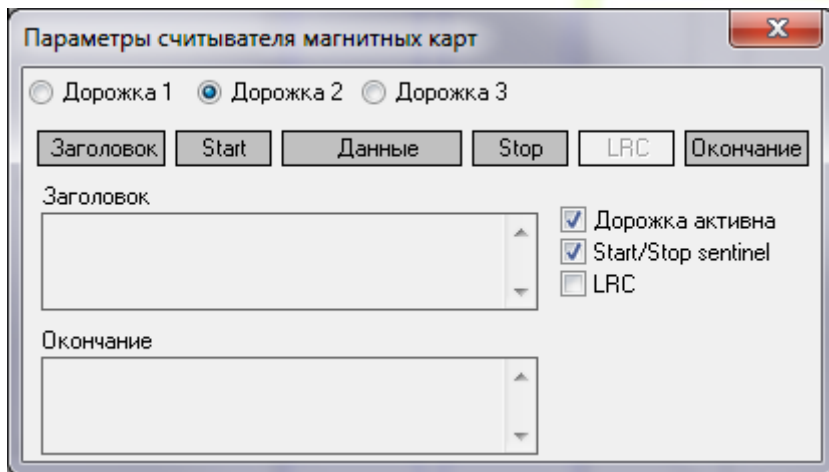 Параметры считывателя магнитных карт
Дорожка 1 Дорожка 2 Дорожка 3
Заголовок Start Данные Stop LRC Окончание
Заголовок
Дорожка активна
Start/Stop sentinel
LRC
Окончание